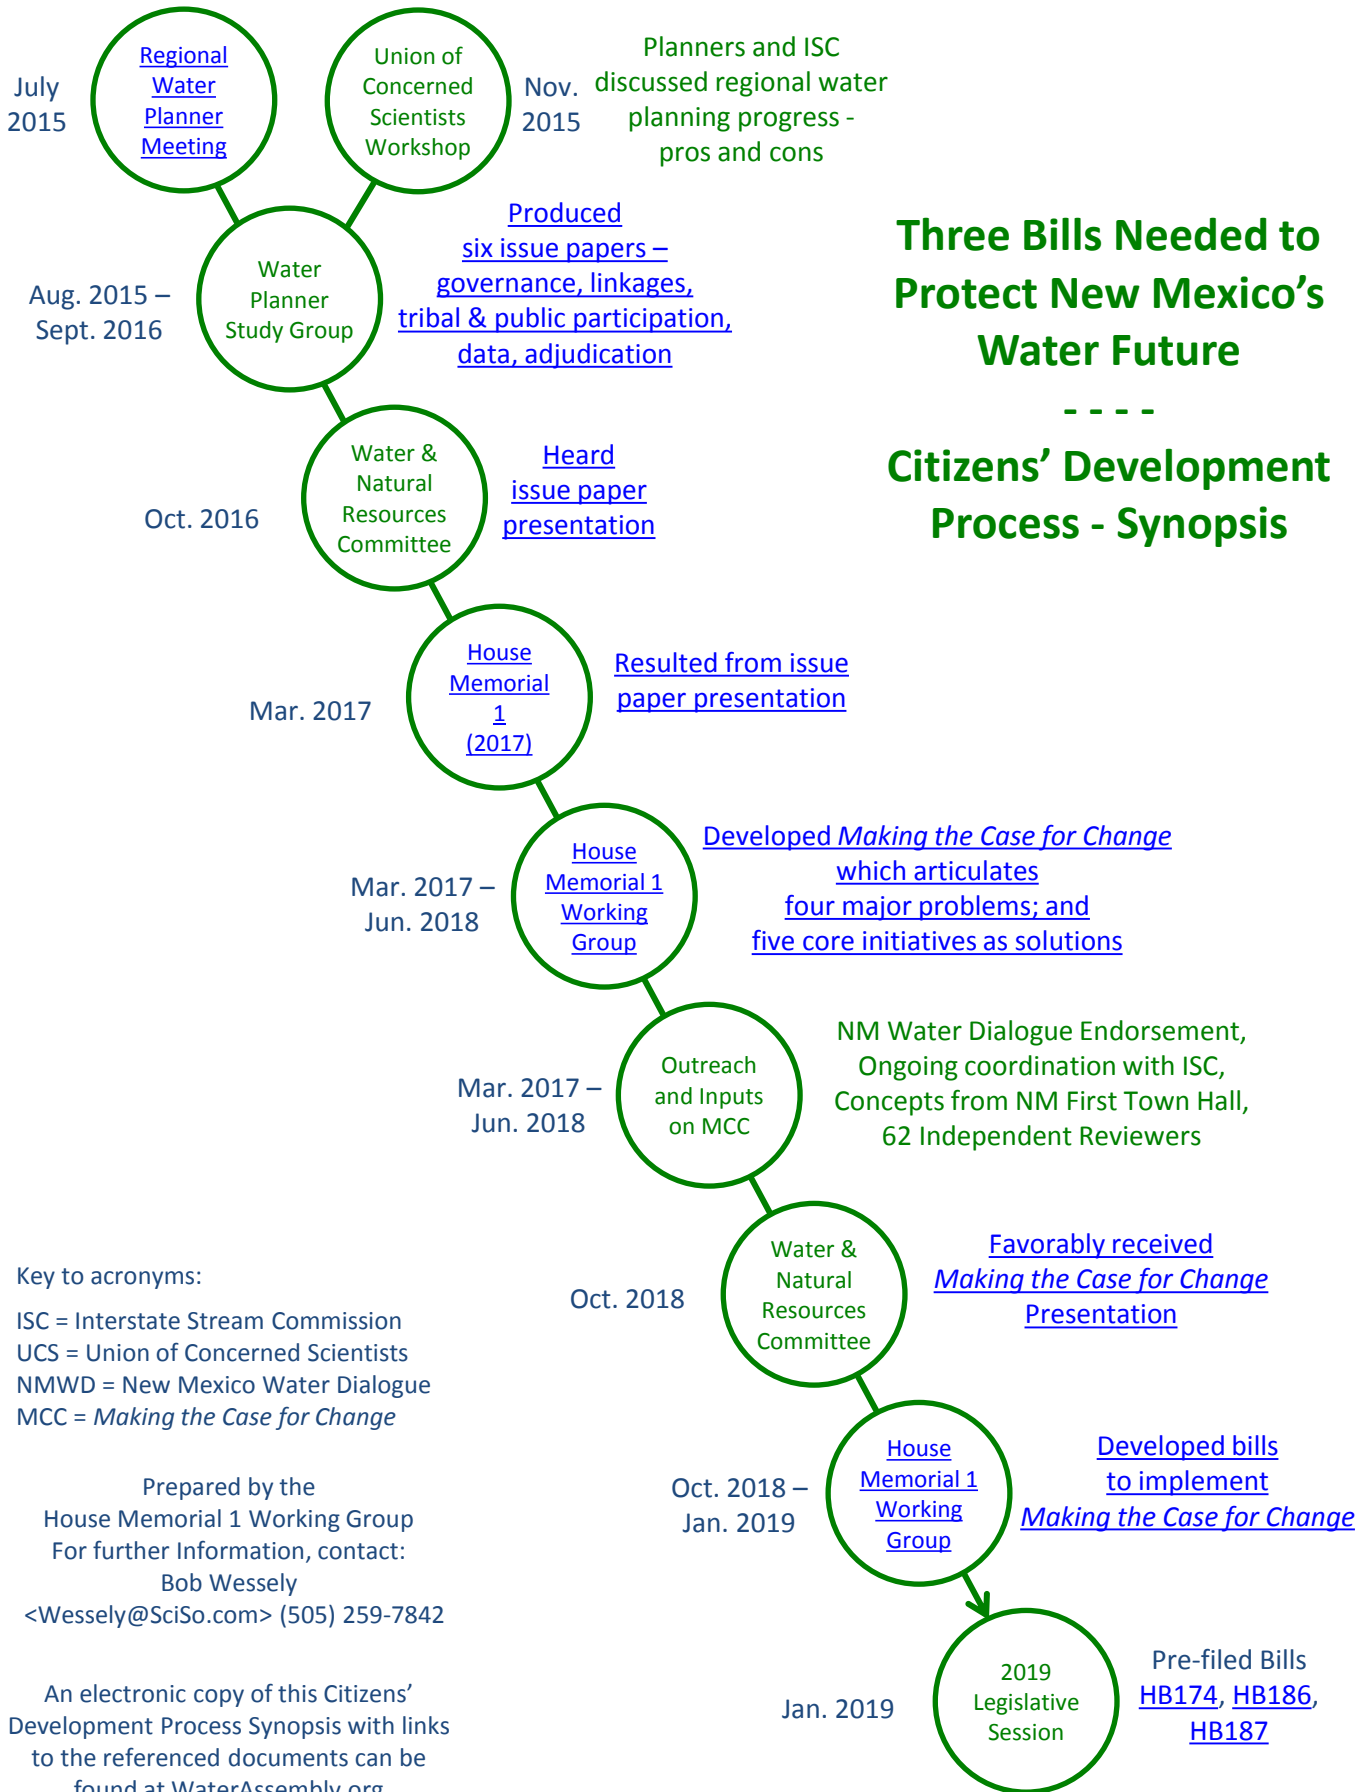 July
2015
Regional
Water
Planner
Meeting
Union of
Concerned
Scientists
Workshop
Nov.
2015
Planners and ISC
discussed regional water
planning progress -
pros and cons
Three Bills Needed to
Protect New Mexico's
Water Future
- - - -
Citizens' Development
Process - Synopsis
Aug. 2015 –
Sept. 2016
Water
Planner
Study Group
Produced
six issue papers –
governance, linkages,
tribal & public participation,
data, adjudication
Oct. 2016
Water &
Natural
Resources
Committee
Heard
issue paper
presentation
Mar. 2017
House
Memorial
1
(2017)
Resulted from issue
paper presentation
Mar. 2017 –
Jun. 2018
House
Memorial 1
Working
Group
Developed Making the Case for Change
which articulates
four major problems; and
five core initiatives as solutions
Mar. 2017 –
Jun. 2018
Outreach
and Inputs
on MCC
NM Water Dialogue Endorsement,
Ongoing coordination with ISC,
Concepts from NM First Town Hall,
62 Independent Reviewers
Oct. 2018
Water &
Natural
Resources
Committee
Favorably received
Making the Case for Change
Presentation
Oct. 2018 –
Jan. 2019
House
Memorial 1
Working
Group
Developed bills
to implement
Making the Case for Change
Jan. 2019
2019
Legislative
Session
Pre-filed Bills
HB174, HB186,
HB187
Key to acronyms:
ISC = Interstate Stream Commission
UCS = Union of Concerned Scientists
NMWD = New Mexico Water Dialogue
MCC = Making the Case for Change
Prepared by the
House Memorial 1 Working Group
For further Information, contact:
Bob Wessely
<Wessely@SciSo.com> (505) 259-7842
An electronic copy of this Citizens'
Development Process Synopsis with links
to the referenced documents can be
found at WaterAssembly.org